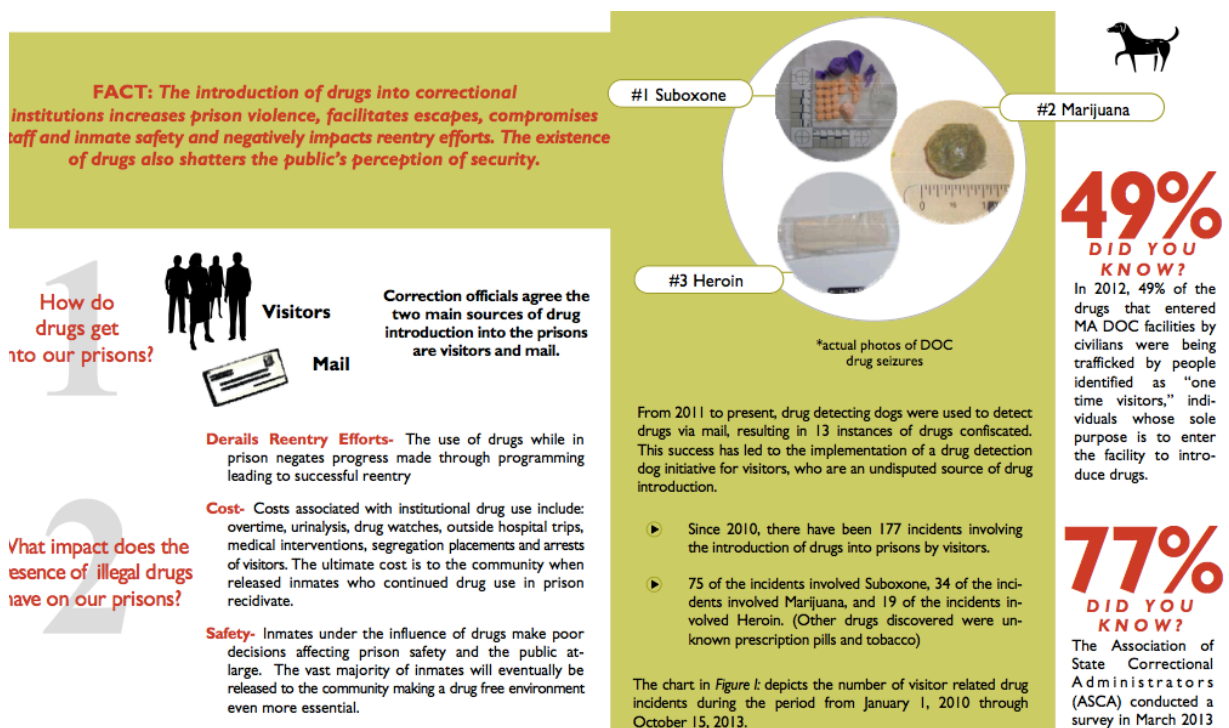 FACT: The introduction of drugs into correctional
institutions increases prison violence, facilitates escapes, compromises
taff and inmate safety and negatively impacts reentry efforts. The existence
of drugs also shatters the public's perception of security.
1
How do
drugs get
nto our prisons?
Visitors
Mail
Correction officials agree the
two main sources of drug
introduction into the prisons
are visitors and mail.
2
What impact does the
resence of illegal drugs
have on our prisons?
Derails Reentry Efforts- The use of drugs while in
prison negates progress made through programming
leading to successful reentry
Cost- Costs associated with institutional drug use include:
overtime, urinalysis, drug watches, outside hospital trips,
medical interventions, segregation placements and arrests
of visitors. The ultimate cost is to the community when
released inmates who continued drug use in prison
recidivate.
Safety- Inmates under the influence of drugs make poor
decisions affecting prison safety and the public at-
large. The vast majority of inmates will eventually be
released to the community making a drug free environment
even more essential.
#1 Suboxone
#2 Marijuana
#3 Heroin
*actual photos of DOC
drug seizures
From 2011 to present, drug detecting dogs were used to detect
drugs via mail, resulting in 13 instances of drugs confiscated.
This success has led to the implementation of a drug detection
dog initiative for visitors, who are an undisputed source of drug
introduction.
Since 2010, there have been 177 incidents involving
the introduction of drugs into prisons by visitors.
75 of the incidents involved Suboxone, 34 of the inci-
dents involved Marijuana, and 19 of the incidents in-
volved Heroin. (Other drugs discovered were un-
known prescription pills and tobacco)
The chart in Figure I: depicts the number of visitor related drug
incidents during the period from January 1, 2010 through
October 15, 2013.
49%
DID YOU
KNOW?
In 2012, 49% of the
drugs that entered
MA DOC facilities by
civilians were being
trafficked by people
identified as "one
time visitors," indi-
viduals whose sole
purpose is to enter
the facility to intro-
duce drugs.
77%
DID YOU
KNOW?
The Association of
State Correctional
Administrators
(ASCA) conducted a
survey in March 2013